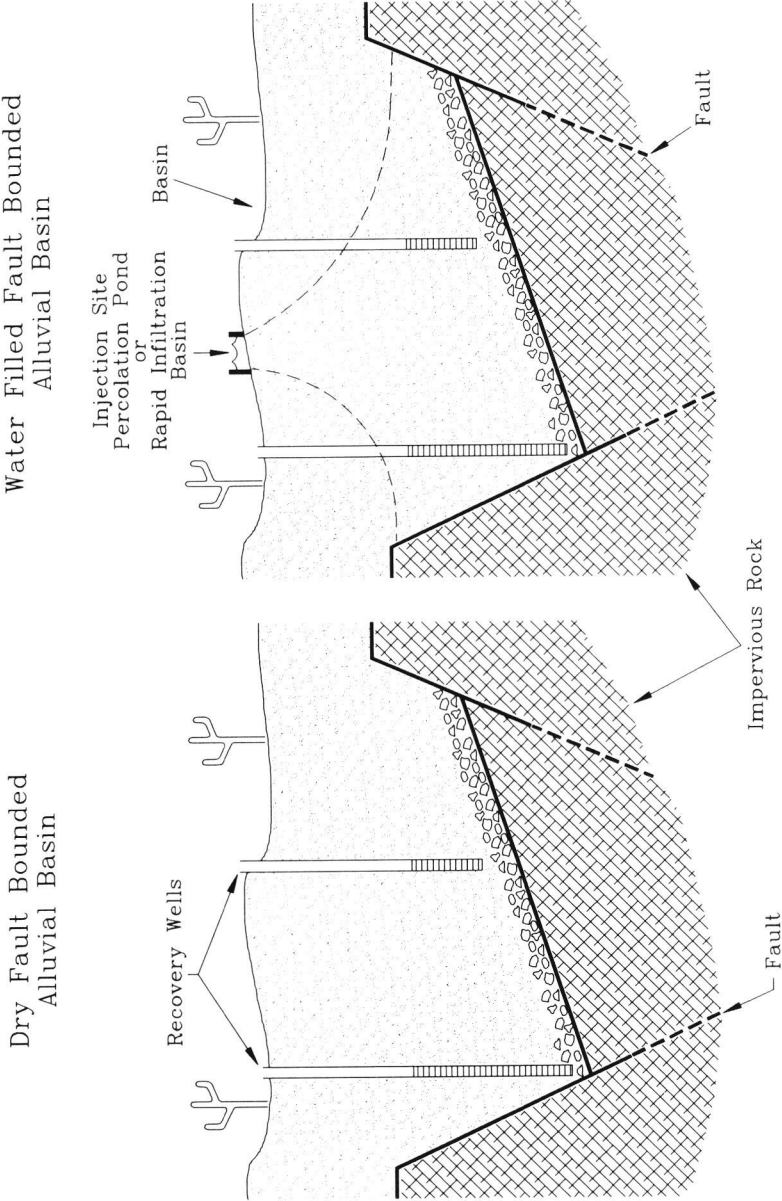 Dry Fault Bounded
Alluvial Basin
Recovery Wells
Fault
Water Filled Fault Bounded
Alluvial Basin
Injection Site
Percolation Pond
or
Rapid Infiltration
Basin
Basin
Fault
Impervious Rock